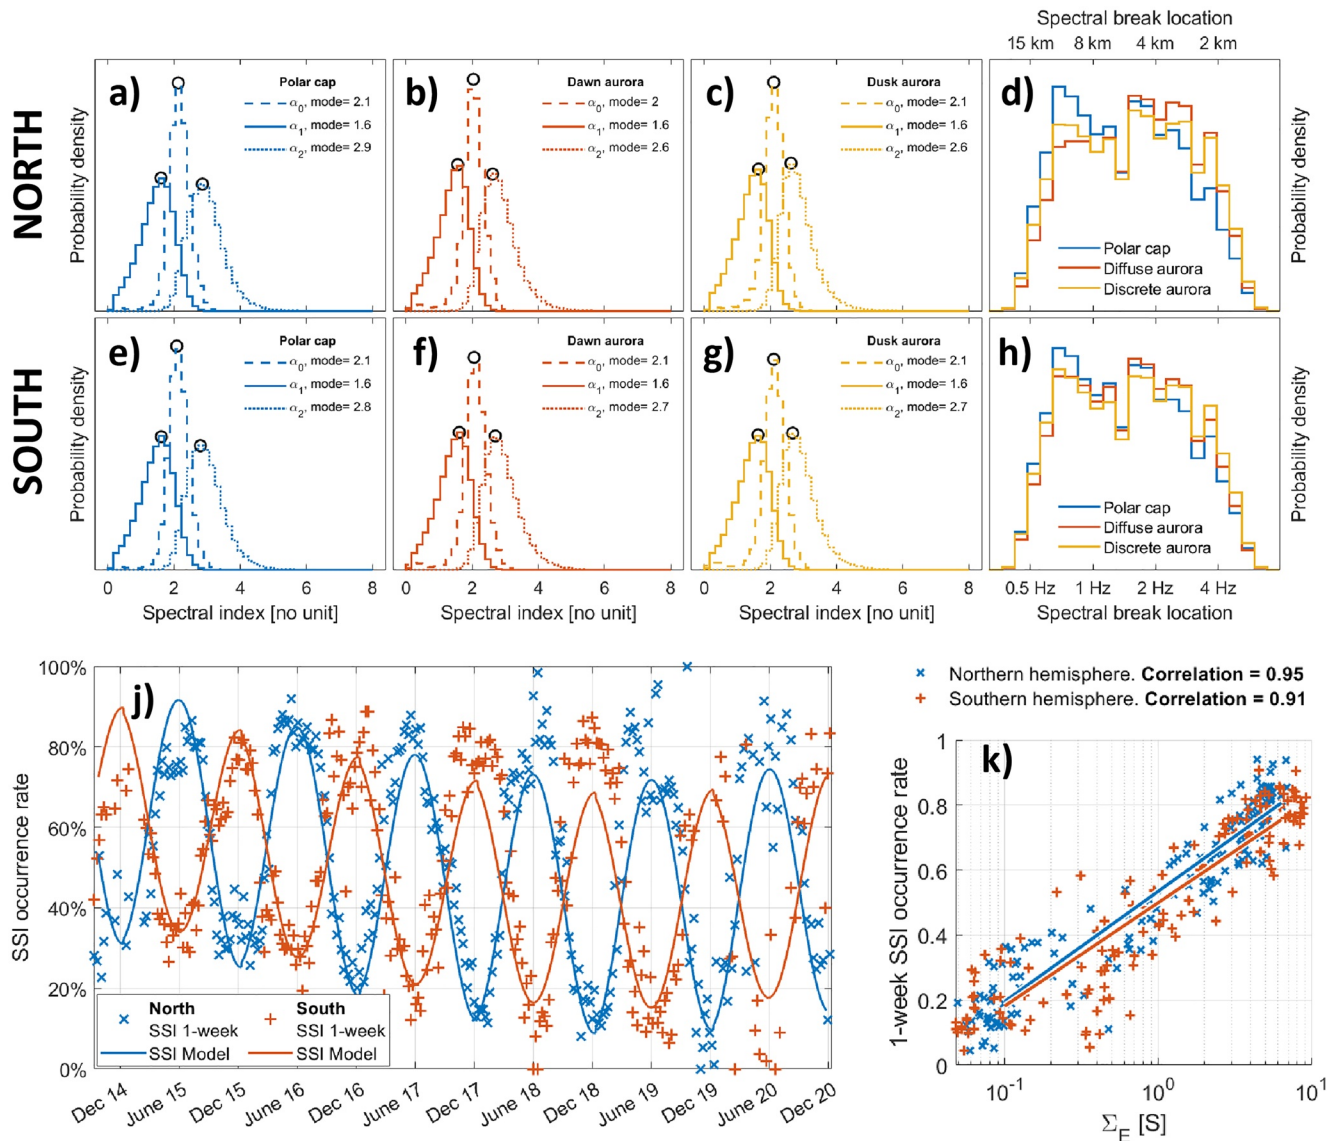 Spectral break location
15 km 8 km 4 km 2 km
NORTH
Probability density
a)
Polar cap
α0, mode= 2.1
α1, mode= 1.6
α2, mode= 2.9
b)
Dawn aurora
α0, mode= 2
α1, mode= 1.6
α2, mode= 2.6
c)
Dusk aurora
α0, mode= 2.1
α1, mode= 1.6
α2, mode= 2.6
d)
Polar cap
Diffuse aurora
Discrete aurora
Probability density
SOUTH
Probability density
e)
Polar cap
α0, mode= 2.1
α1, mode= 1.6
α2, mode= 2.8
f)
Dawn aurora
α0, mode= 2.1
α1, mode= 1.6
α2, mode= 2.7
g)
Dusk aurora
α0, mode= 2.1
α1, mode= 1.6
α2, mode= 2.7
h)
Polar cap
Diffuse aurora
Discrete aurora
Probability density
0 2 4 6 8
0 2 4 6 8
0 2 4 6 8
0.5 Hz 1 Hz 2 Hz 4 Hz
Spectral index [no unit]
Spectral index [no unit]
Spectral index [no unit]
Spectral break location
j)
SSI occurrence rate
100%
80%
60%
40%
20%
0%
North South
SSI 1-week SSI 1-week
SSI Model SSI Model
Dec 14 June 15 Dec 15 June 16 Dec 16 June 17 Dec 17 June 18 Dec 18 June 19 Dec 19 June 20 Dec 20
Northern hemisphere. Correlation = 0.95
Southern hemisphere. Correlation = 0.91
k)
1-week SSI occurrence rate
1
0.8
0.6
0.4
0.2
0
10-1 100 101
ΣE [S]